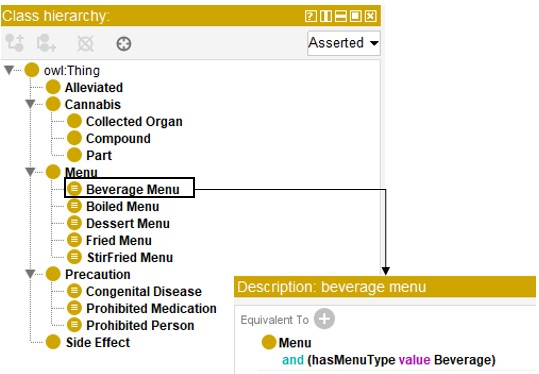 Class hierarchy:
Asserted
owl:Thing
Alleviated
Cannabis
Collected Organ
Compound
Part
Menu
Beverage Menu
Boiled Menu
Dessert Menu
Fried Menu
StirFried Menu
Precaution
Congenital Disease
Prohibited Medication
Prohibited Person
Side Effect
Description: beverage menu
Equivalent To
Menu
and (hasMenuType value Beverage)